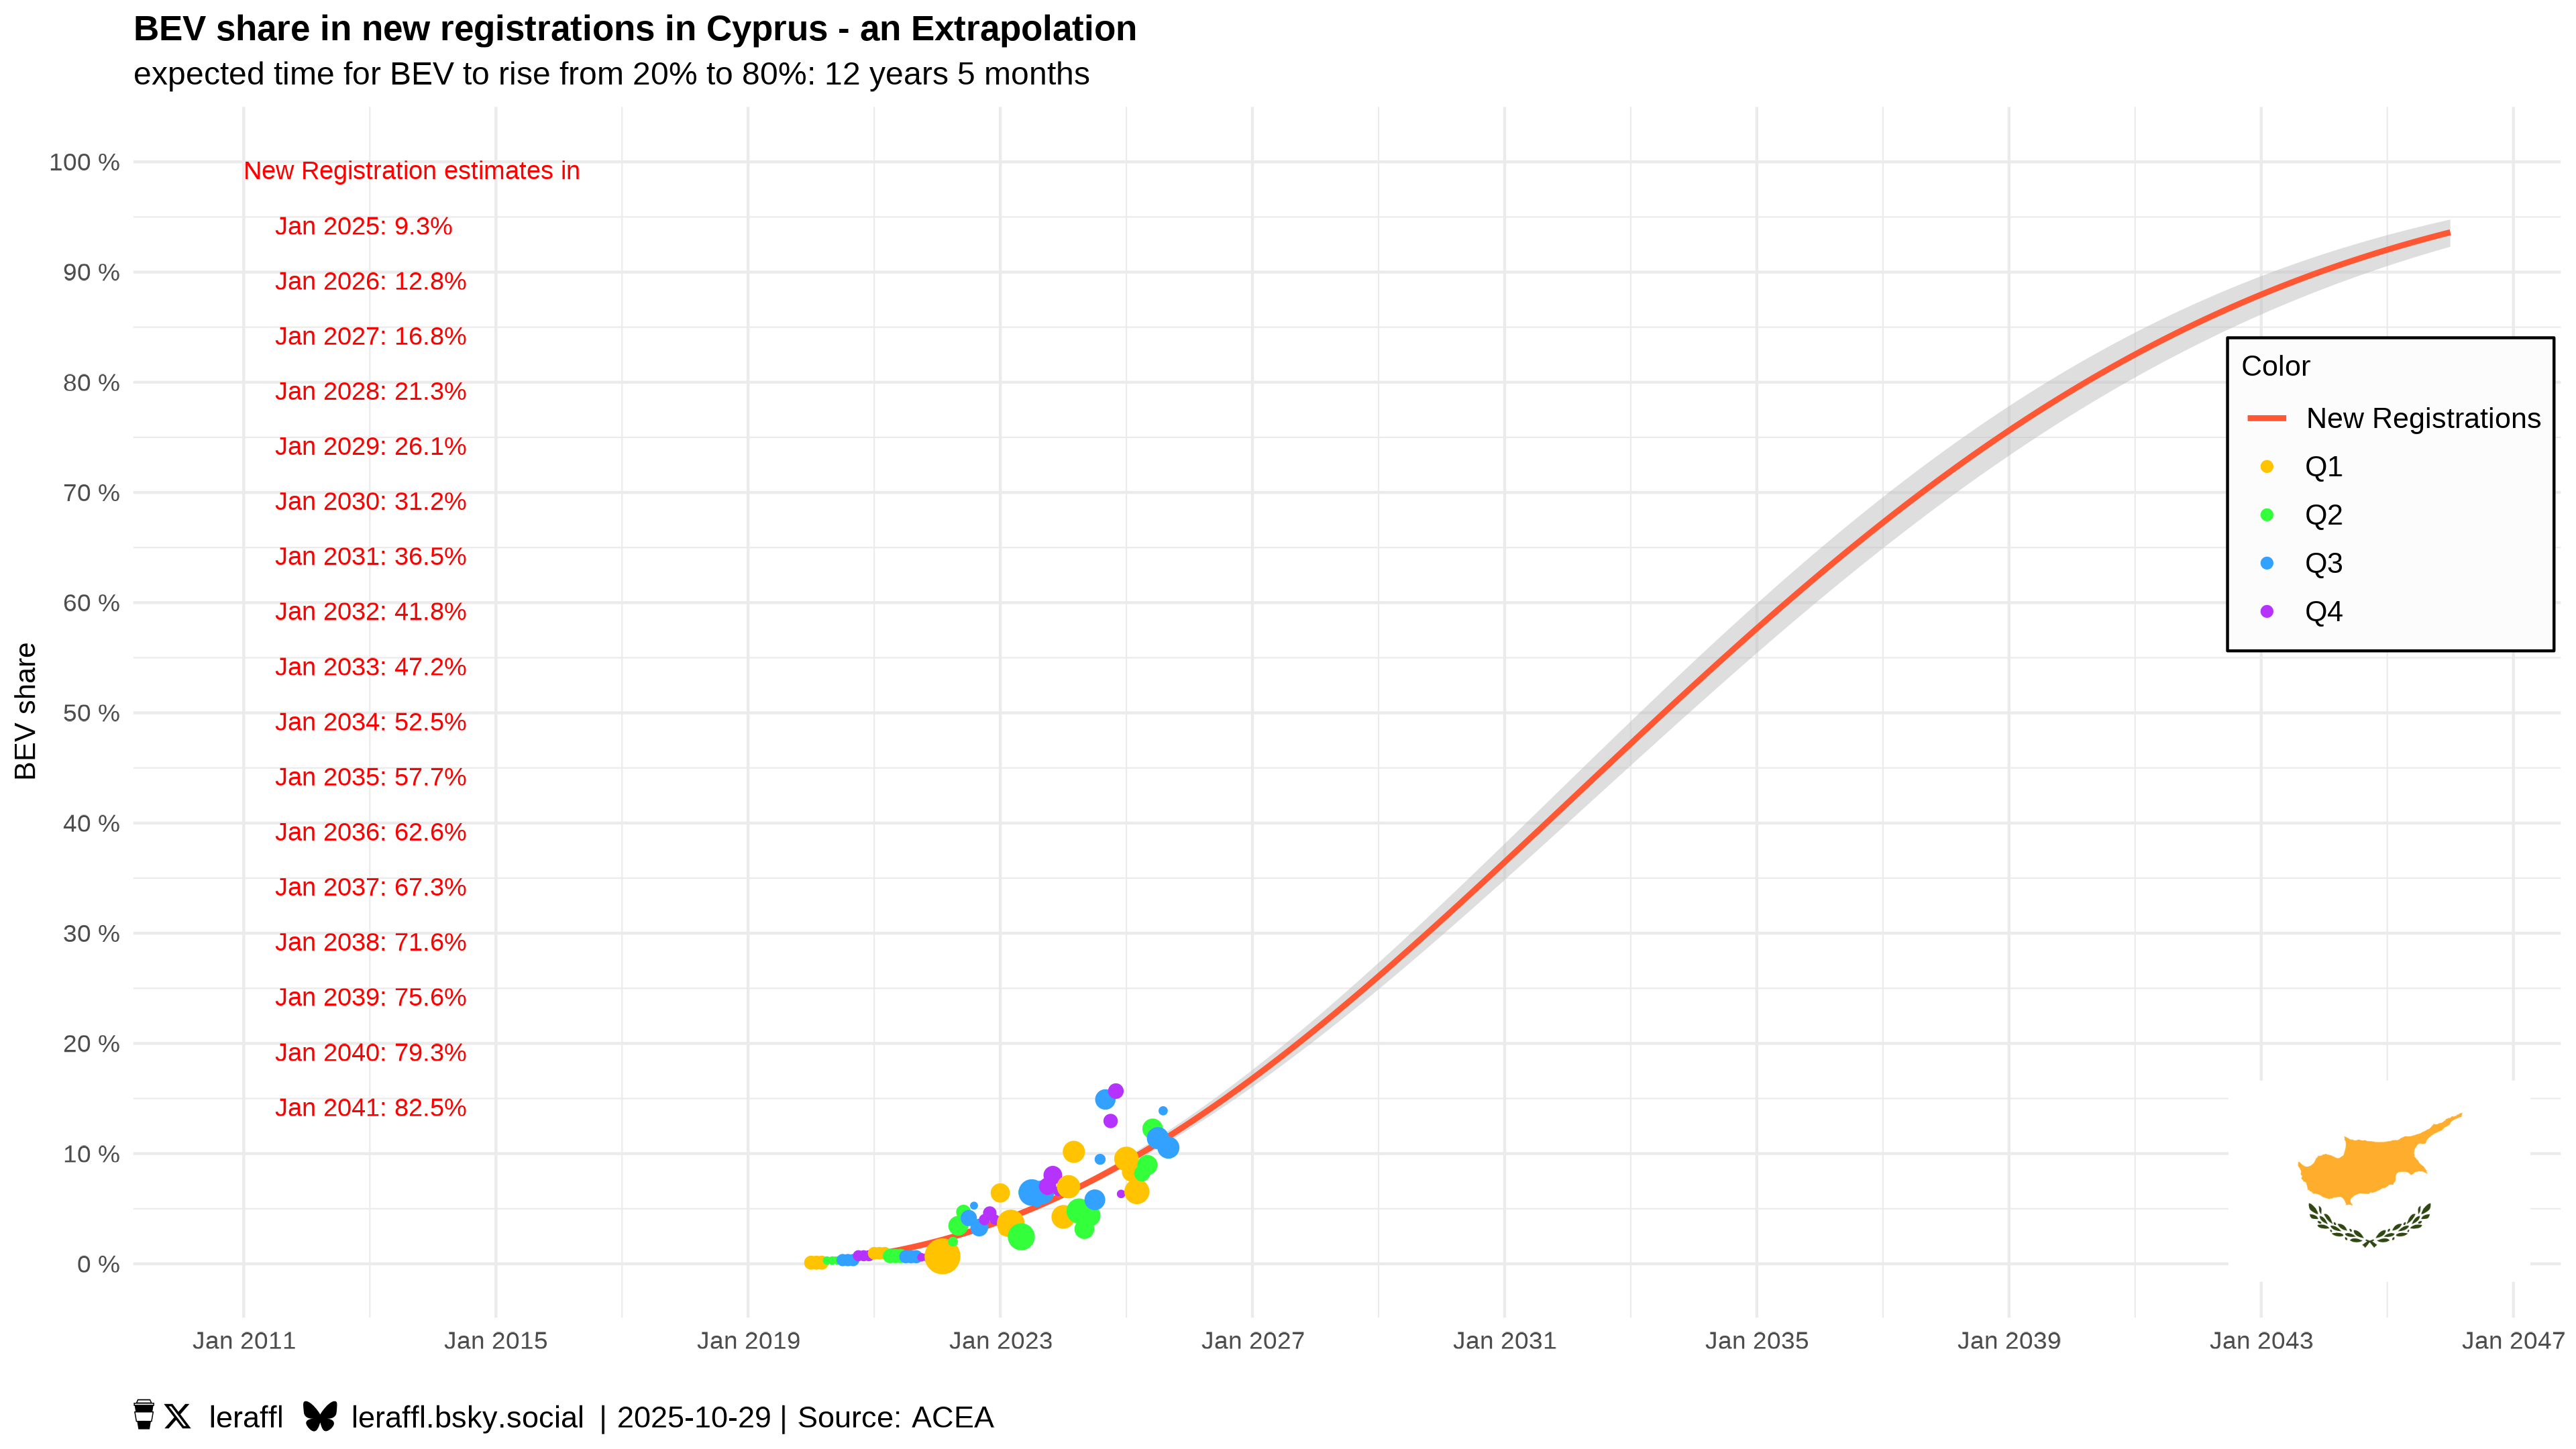 BEV share in new registrations in Cyprus - an Extrapolation
expected time for BEV to rise from 20% to 80%: 12 years 5 months
BEV share
100 %
90 %
80 %
70 %
60 %
50 %
40 %
30 %
20 %
10 %
0 %
New Registration estimates in
Jan 2025: 9.3%
Jan 2026: 12.8%
Jan 2027: 16.8%
Jan 2028: 21.3%
Jan 2029: 26.1%
Jan 2030: 31.2%
Jan 2031: 36.5%
Jan 2032: 41.8%
Jan 2033: 47.2%
Jan 2034: 52.5%
Jan 2035: 57.7%
Jan 2036: 62.6%
Jan 2037: 67.3%
Jan 2038: 71.6%
Jan 2039: 75.6%
Jan 2040: 79.3%
Jan 2041: 82.5%
Color
New Registrations
Q1
Q2
Q3
Q4
Jan 2011 Jan 2015 Jan 2019 Jan 2023 Jan 2027 Jan 2031 Jan 2035 Jan 2039 Jan 2043 Jan 2047
leraffl leraffl.bsky.social | 2025-10-29 | Source: ACEA